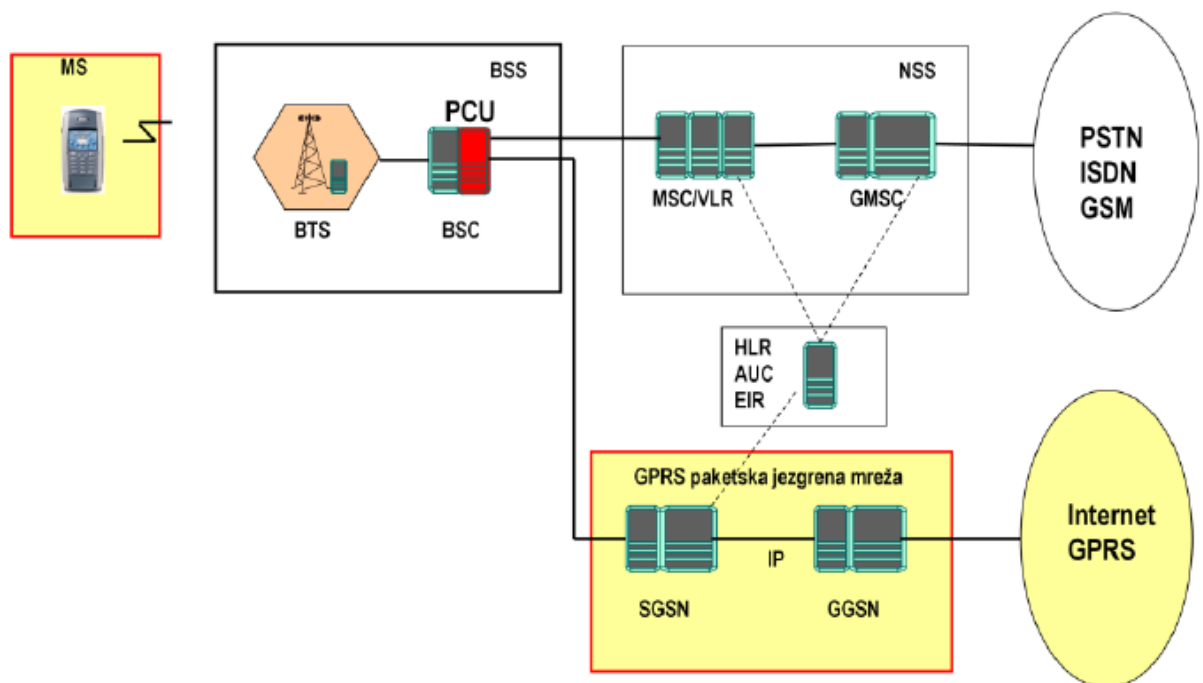 MS
BSS
PCU
BTS
BSC
NSS
MSC/VLR
GMSC
PSTN
ISDN
GSM
HLR
AUC
EIR
GPRS paketska jezgrena mreža
SGSN
IP
GGSN
Internet
GPRS